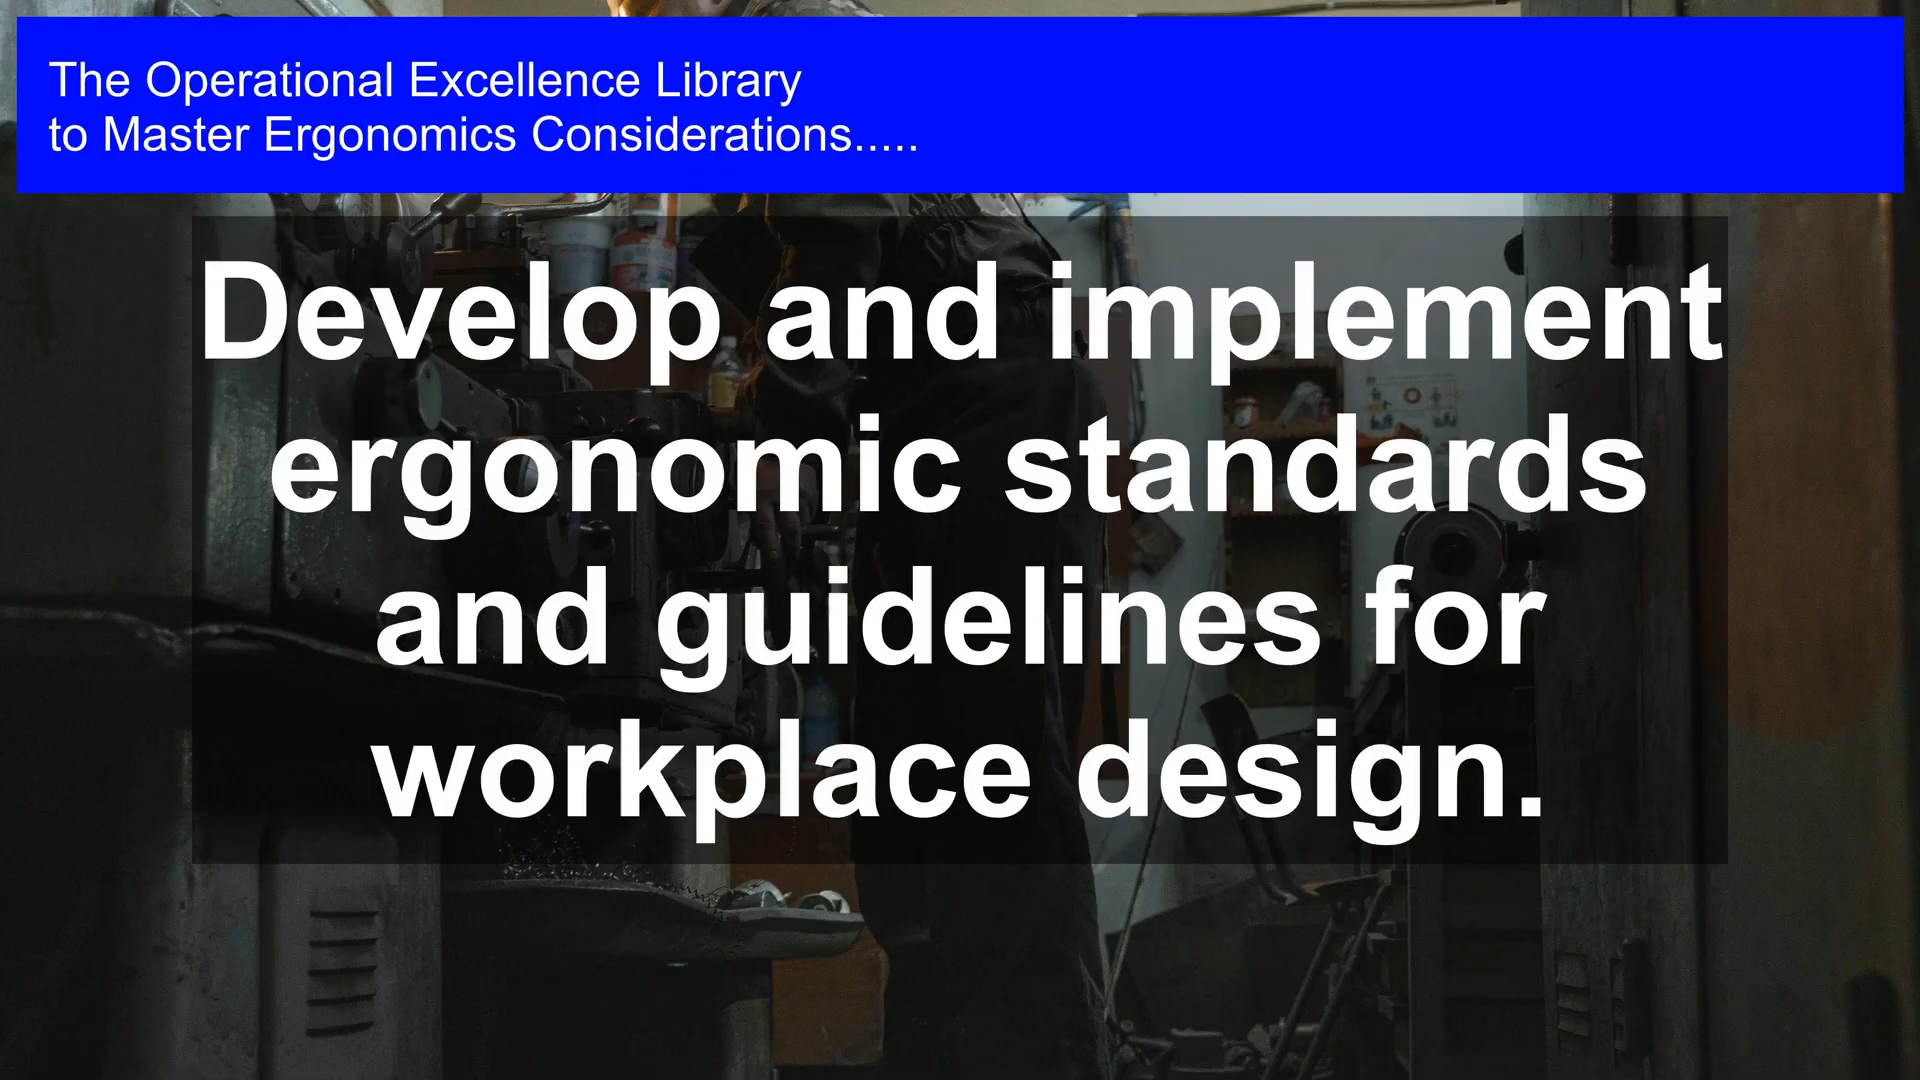 The Operational Excellence Library
to Master Ergonomics Considerations.....
Develop and implement
ergonomic standards
and guidelines for
workplace design.